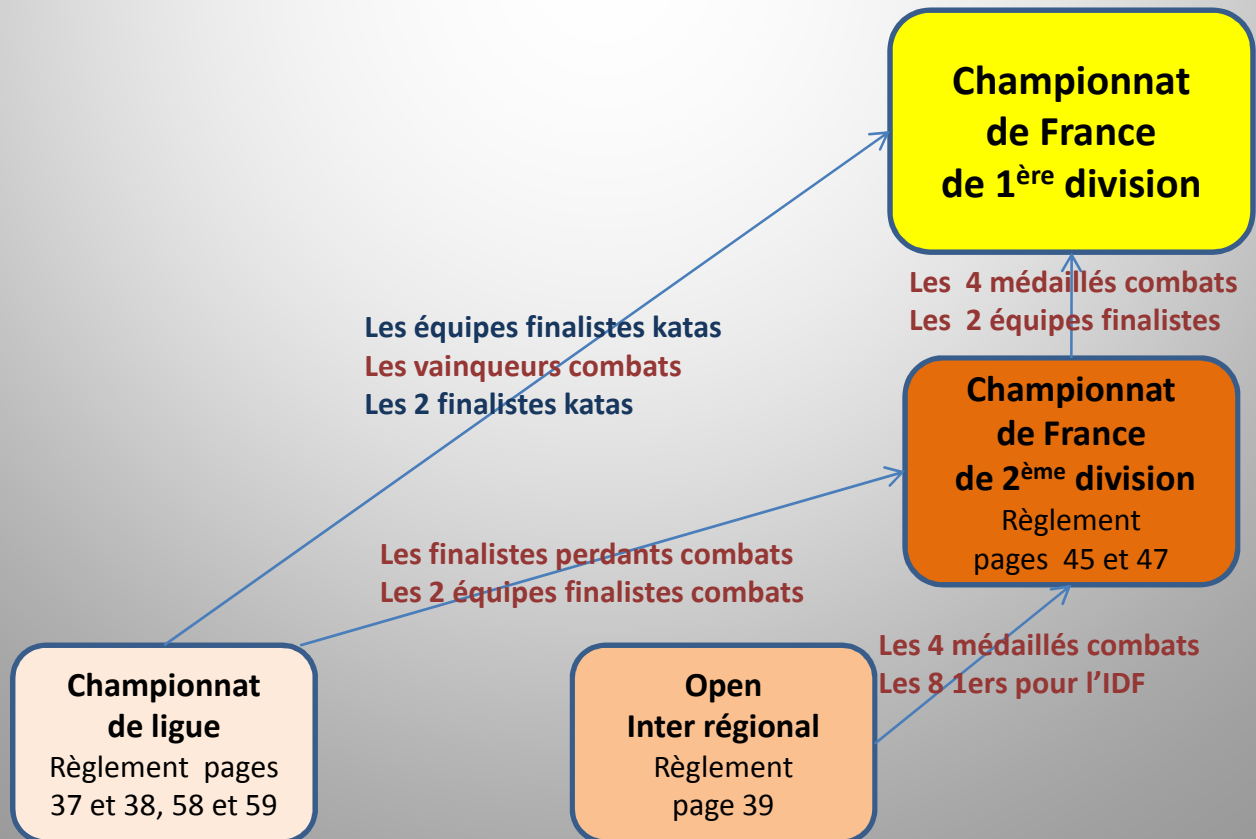 Championnat
de France
de 1ère division
Les 4 médaillés combats
Les 2 équipes finalistes
Les équipes finalistes katas
Les vainqueurs combats
Les 2 finalistes katas
Championnat
de France
de 2ème division
Règlement
pages 45 et 47
Les finalistes perdants combats
Les 2 équipes finalistes combats
Les 4 médaillés combats
Les 8 1ers pour l’IDF
Championnat
de ligue
Règlement pages
37 et 38, 58 et 59
Open
Inter régional
Règlement
page 39